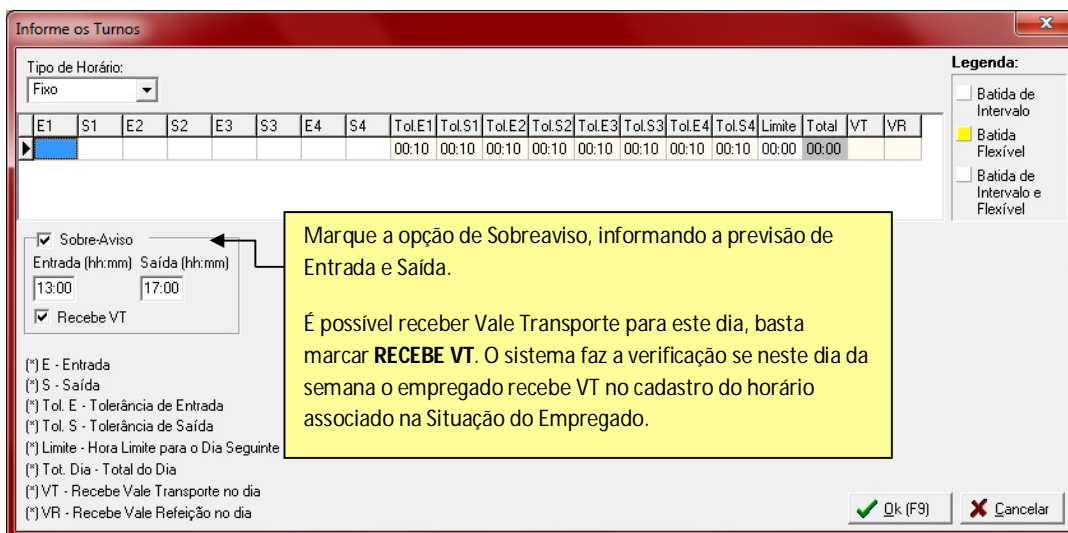 Informe os Turnos
Tipo de Horário:
Fixo
E1 S1 E2 S2 E3 S3 E4 S4 Tol.E1 Tol.S1 Tol.E2 Tol.S2 Tol.E3 Tol.S3 Tol.E4 Tol.S4 Limite Total VT VR
00:10 00:10 00:10 00:10 00:10 00:10 00:10 00:10 00:00 00:00
Legenda:
Batida de
Intervalo
Batida
Flexível
Batida de
Intervalo e
Flexível
Sobre-Aviso
Entrada (hh:mm) Saída (hh:mm)
13:00 17:00
Recebe VT
Marque a opção de Sobreaviso, informando a previsão de
Entrada e Saída.
É possível receber Vale Transporte para este dia, basta
marcar RECEBE VT. O sistema faz a verificação se neste dia da
semana o empregado recebe VT no cadastro do horário
associado na Situação do Empregado.
(*) E - Entrada
(*) S - Saída
(*) Tol. E - Tolerância de Entrada
(*) Tol. S - Tolerância de Saída
(*) Limite - Hora Limite para o Dia Seguinte
(*) Tot. Dia - Total do Dia
(*) VT - Recebe Vale Transporte no dia
(*) VR - Recebe Vale Refeição no dia
Ok (F9)
Cancelar